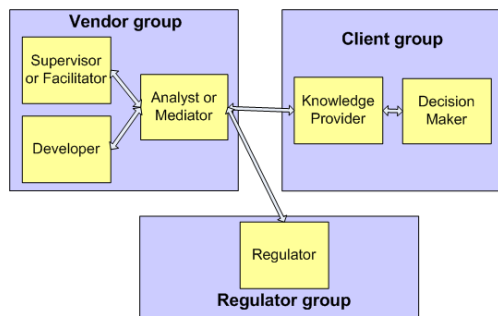 Vendor group
Supervisor
or Facilitator
Developer
Analyst or
Mediator
Client group
Knowledge
Provider
Decision
Maker
Regulator
Regulator group